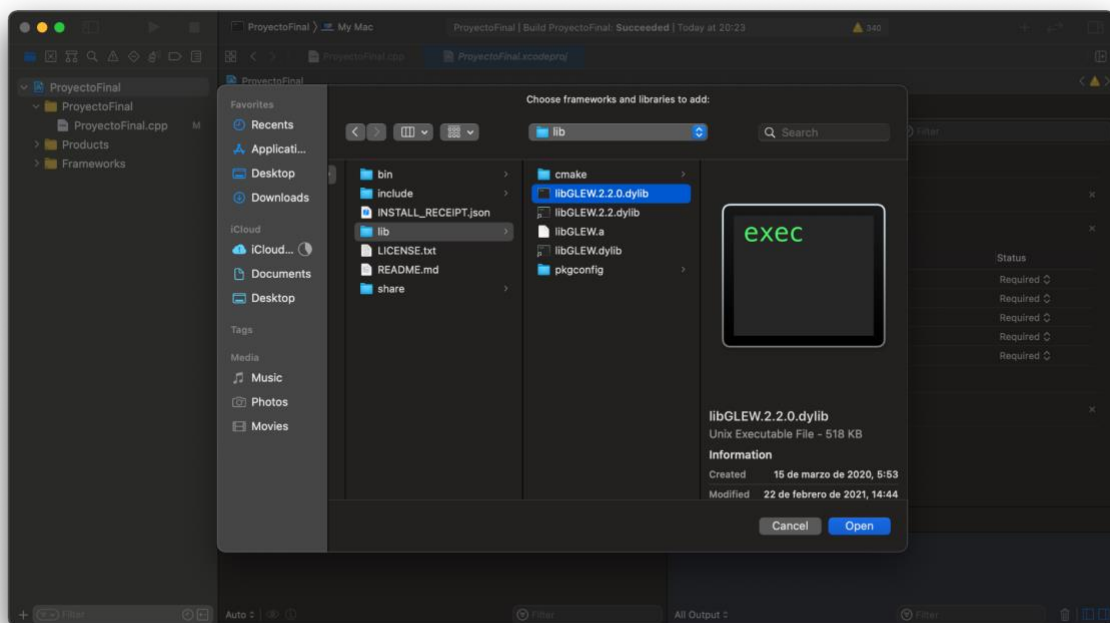 ProyectoFinal 〉 My Mac
ProyectoFinal | Build ProyectoFinal: Succeeded | Today at 20:23
340
ProyectoFinal.cpp
ProyectoFinal.xcodeproj
ProyectoFinal
ProyectoFinal
ProyectoFinal
ProyectoFinal.cpp M
Products
Frameworks
Choose frameworks and libraries to add:
lib
Search
Filter
Favorites
Recents
Applicati...
Desktop
Downloads
iCloud
iCloud...
Documents
Desktop
Tags
Media
Music
Photos
Movies
bin
include
INSTALL_RECEIPT.json
lib
LICENSE.txt
README.md
share
cmake
libGLEW.2.2.0.dylib
libGLEW.2.2.dylib
libGLEW.a
libGLEW.dylib
pkgconfig
exec
libGLEW.2.2.0.dylib
Unix Executable File - 518 KB
Information
Created 15 de marzo de 2020, 5:53
Modified 22 de febrero de 2021, 14:44
Cancel
Open
Status
Required
Required
Required
Required
Required
Filter
Auto
Filter
All Output
Filter